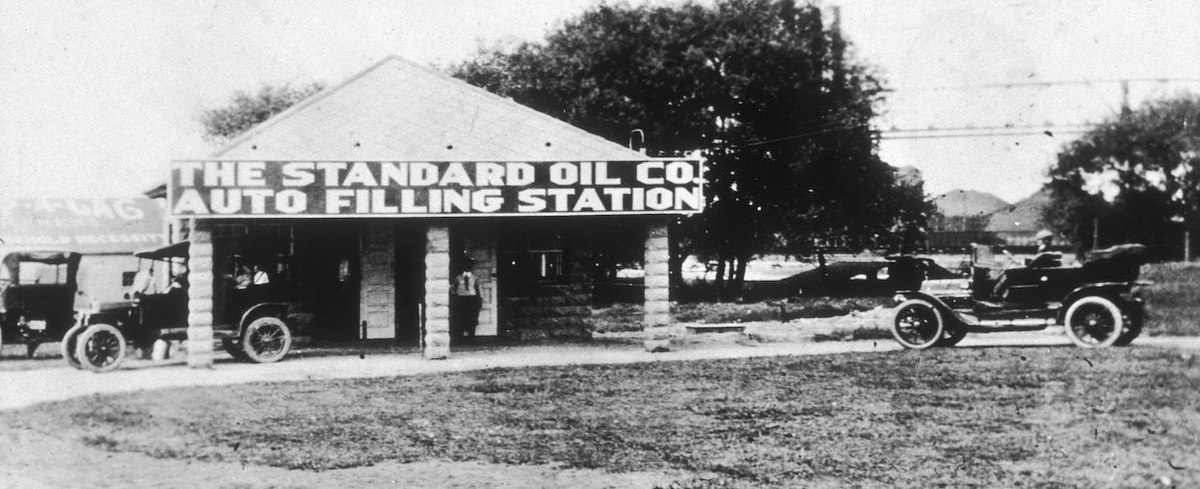 THE STANDARD OIL CO.
AUTO FILLING STATION